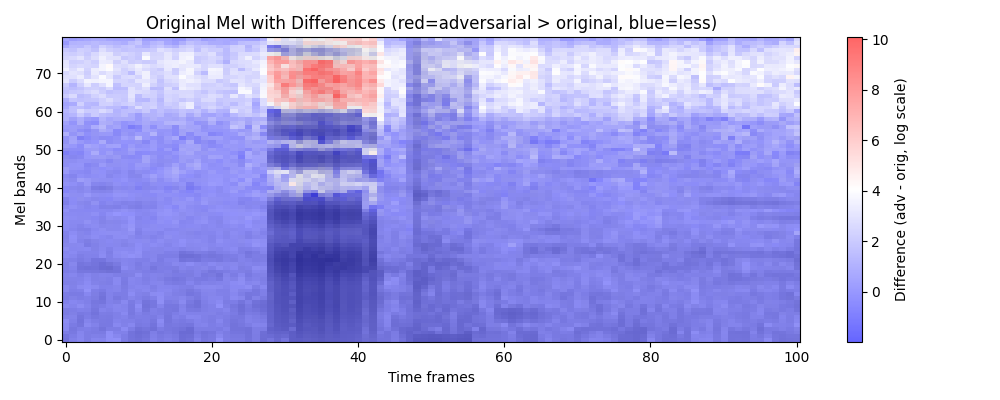 Original Mel with Differences (red=adversarial > original, blue=less)
Mel bands
70
60
50
40
30
20
10
0
0 20 40 60 80 100
Time frames
10
8
6
4
2
0
Difference (adv - orig, log scale)